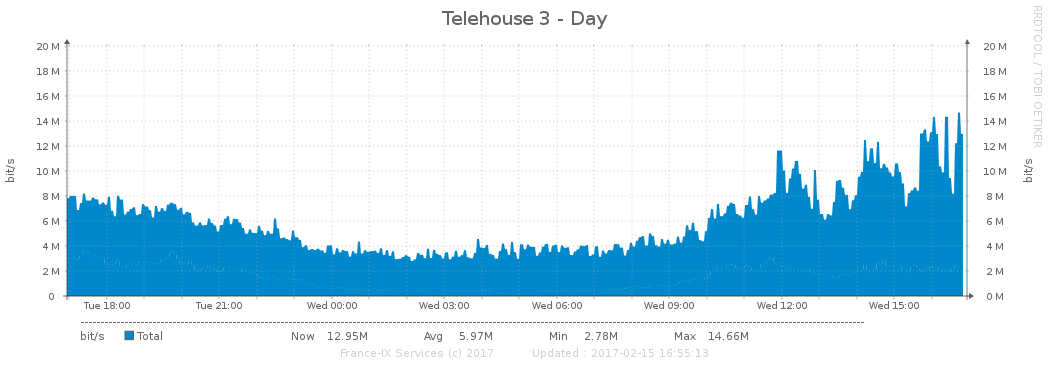 Telehouse 3 - Day
RRDTOOL / TOBI OETIKER
bit/s
20 M 20 M
18 M 18 M
16 M 16 M
14 M 14 M
12 M 12 M
10 M 10 M
8 M 8 M
6 M 6 M
4 M 4 M
2 M 2 M
0 0 M
bit/s
Tue 18:00 Tue 21:00 Wed 00:00 Wed 03:00 Wed 06:00 Wed 09:00 Wed 12:00 Wed 15:00
bit/s Total Now 12.95M Avg 5.97M Min 2.78M Max 14.66M
France-IX Services (c) 2017 Updated : 2017-02-15 16:55:13